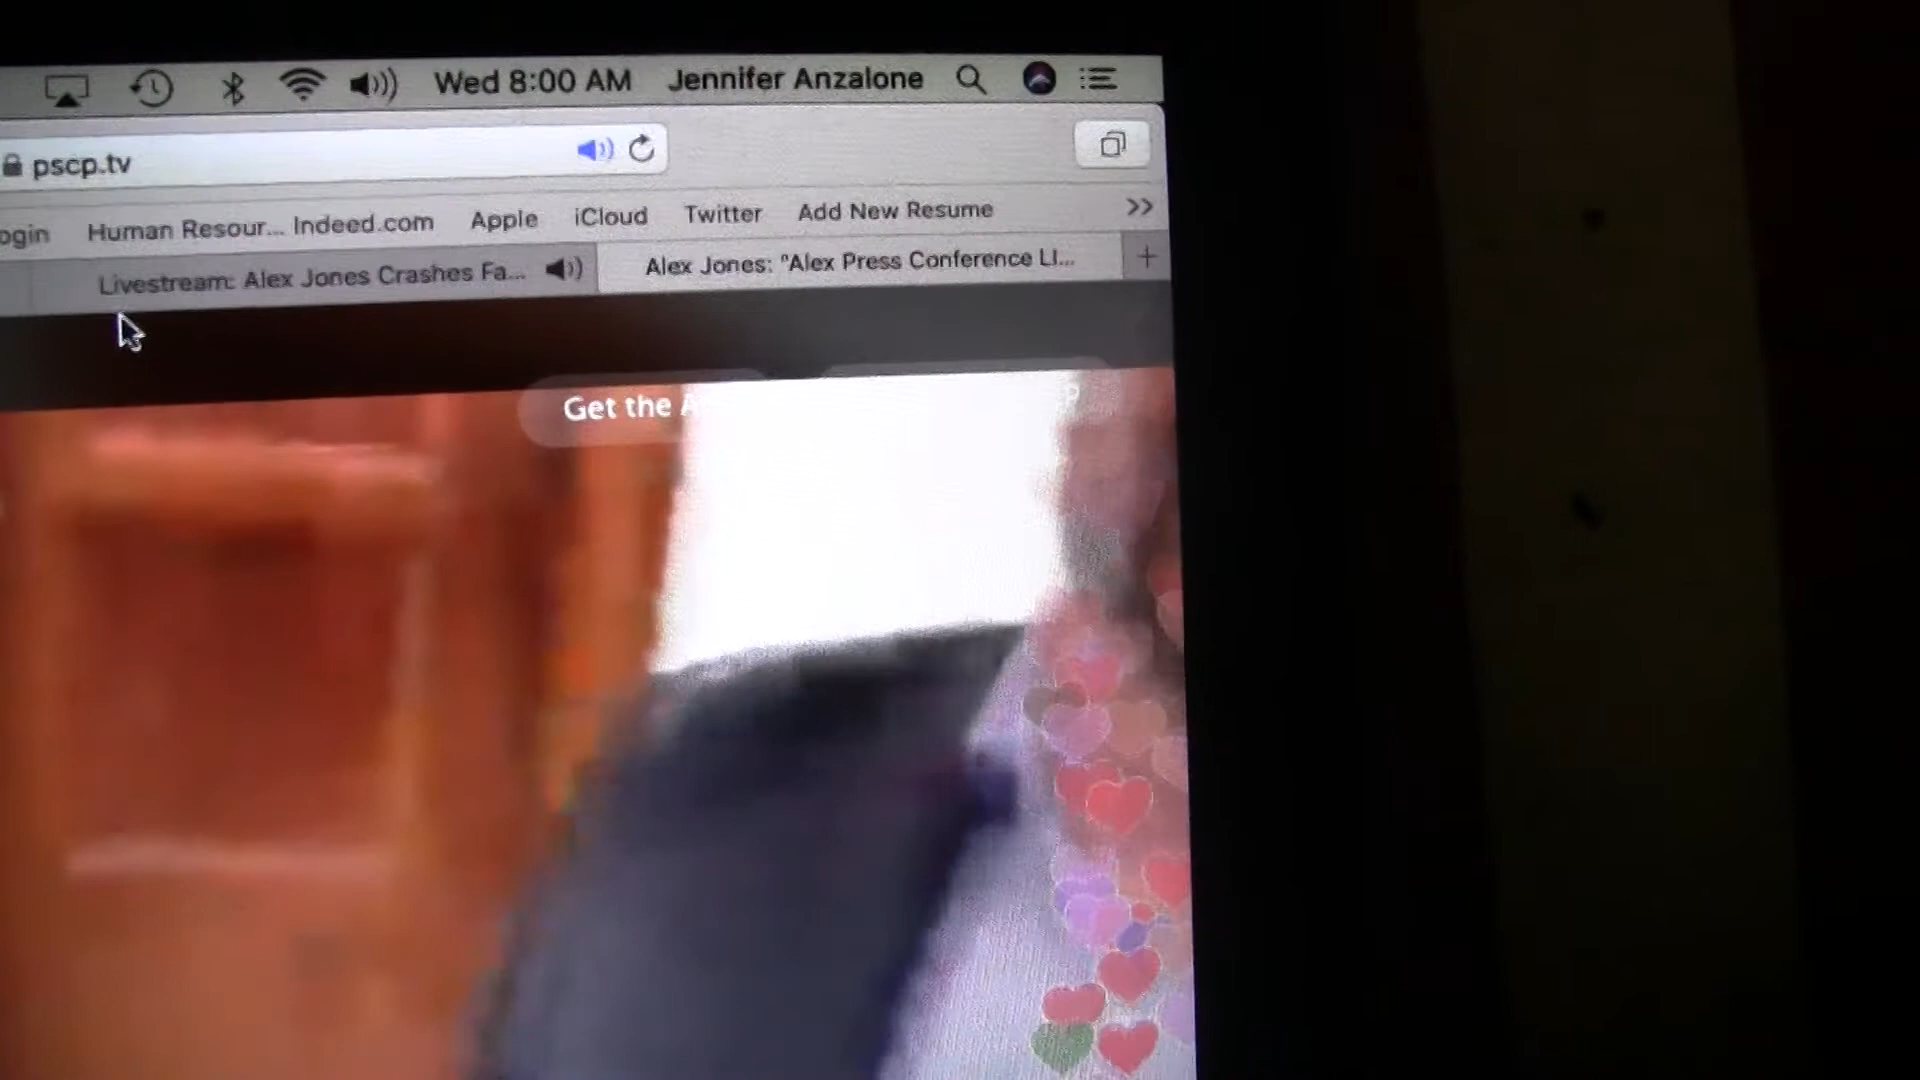 Wed 8:00 AM Jennifer Anzalone
pscp.tv
ogin Human Resour... Indeed.com Apple iCloud Twitter Add New Resume >>
Livestream: Alex Jones Crashes Fa... Alex Jones: "Alex Press Conference LI... +
Get the A